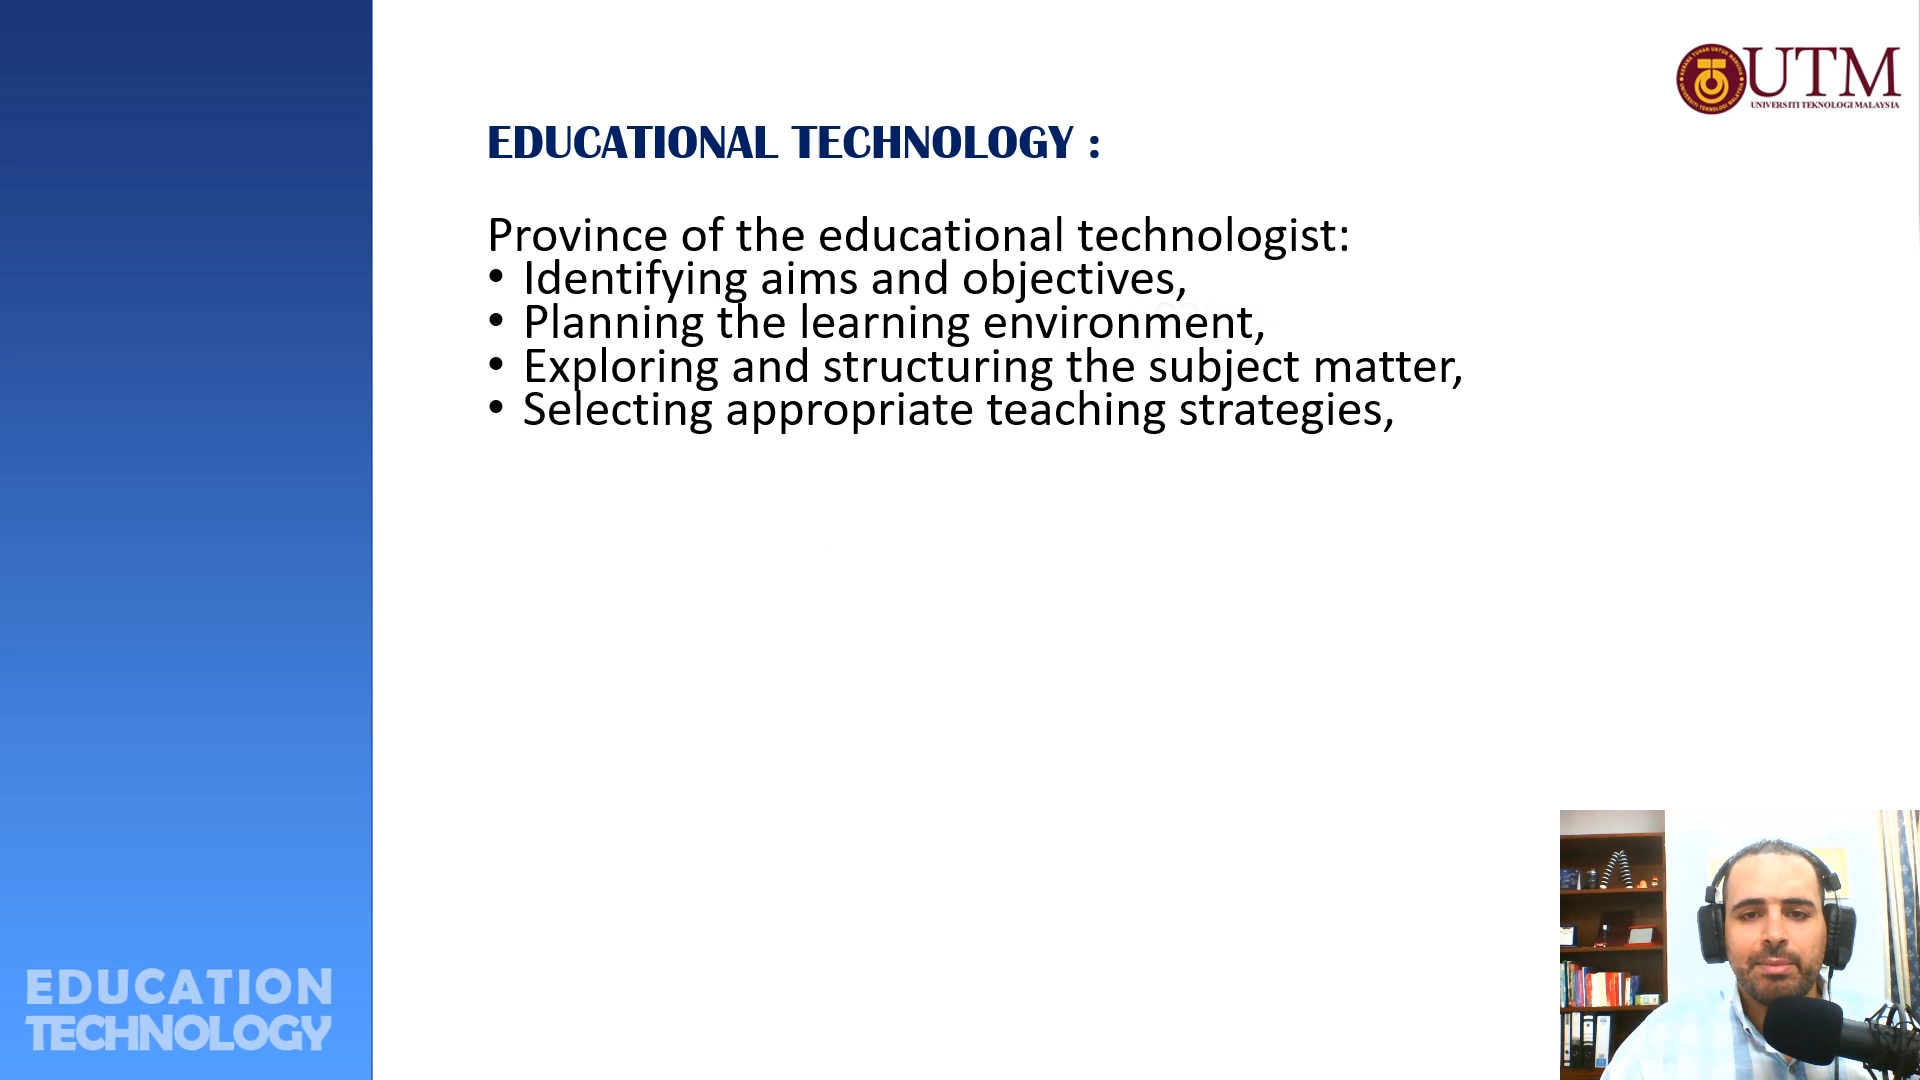 UTM
UNIVERSITI TEKNOLOGI MALAYSIA
EDUCATIONAL TECHNOLOGY :
Province of the educational technologist:
• Identifying aims and objectives,
• Planning the learning environment,
• Exploring and structuring the subject matter,
• Selecting appropriate teaching strategies,
EDUCATION
TECHNOLOGY